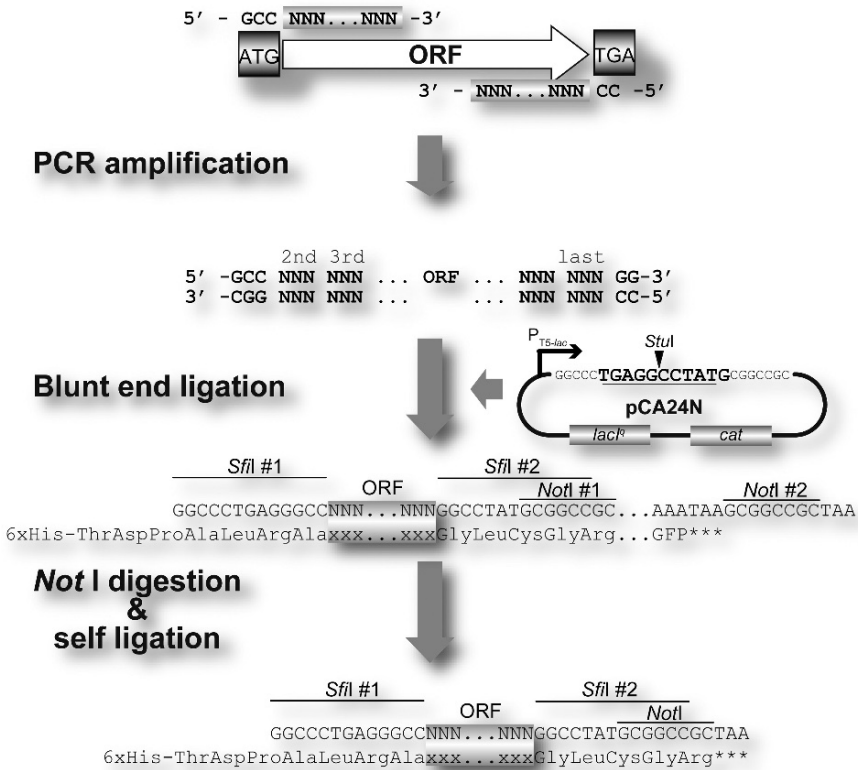 5′ - GCC NNN...NNN -3′
ATG ORF TGA
3′ - NNN...NNN CC -5′
PCR amplification
2nd 3rd last
5′ -GCC NNN NNN ... ORF ... NNN NNN GG-3′
3′ -CGG NNN NNN ... ... NNN NNN CC-5′
StuI
PT5-lac
GGCCCTGAGGCCTATGCGGCCGC
Blunt end ligation
pCA24N
lacIq cat
SfiI #1 SfiI #2
ORF NotI #1 NotI #2
GGCCCTGAGGGCCNNN...NNNGGCCTATGCGGCCGC...AAATAAGCGGCCGCTAA
6xHis-ThrAspProAlaLeuArgAlaxxx...xxxGlyLeuCysGlyArg...GFP***
Not I digestion
&
self ligation
SfiI #1 SfiI #2
ORF NotI
GGCCCTGAGGGCCNNN...NNNGGCCTATGCGGCCGCTAA
6xHis-ThrAspProAlaLeuArgAlaxxx...xxxGlyLeuCysGlyArg***